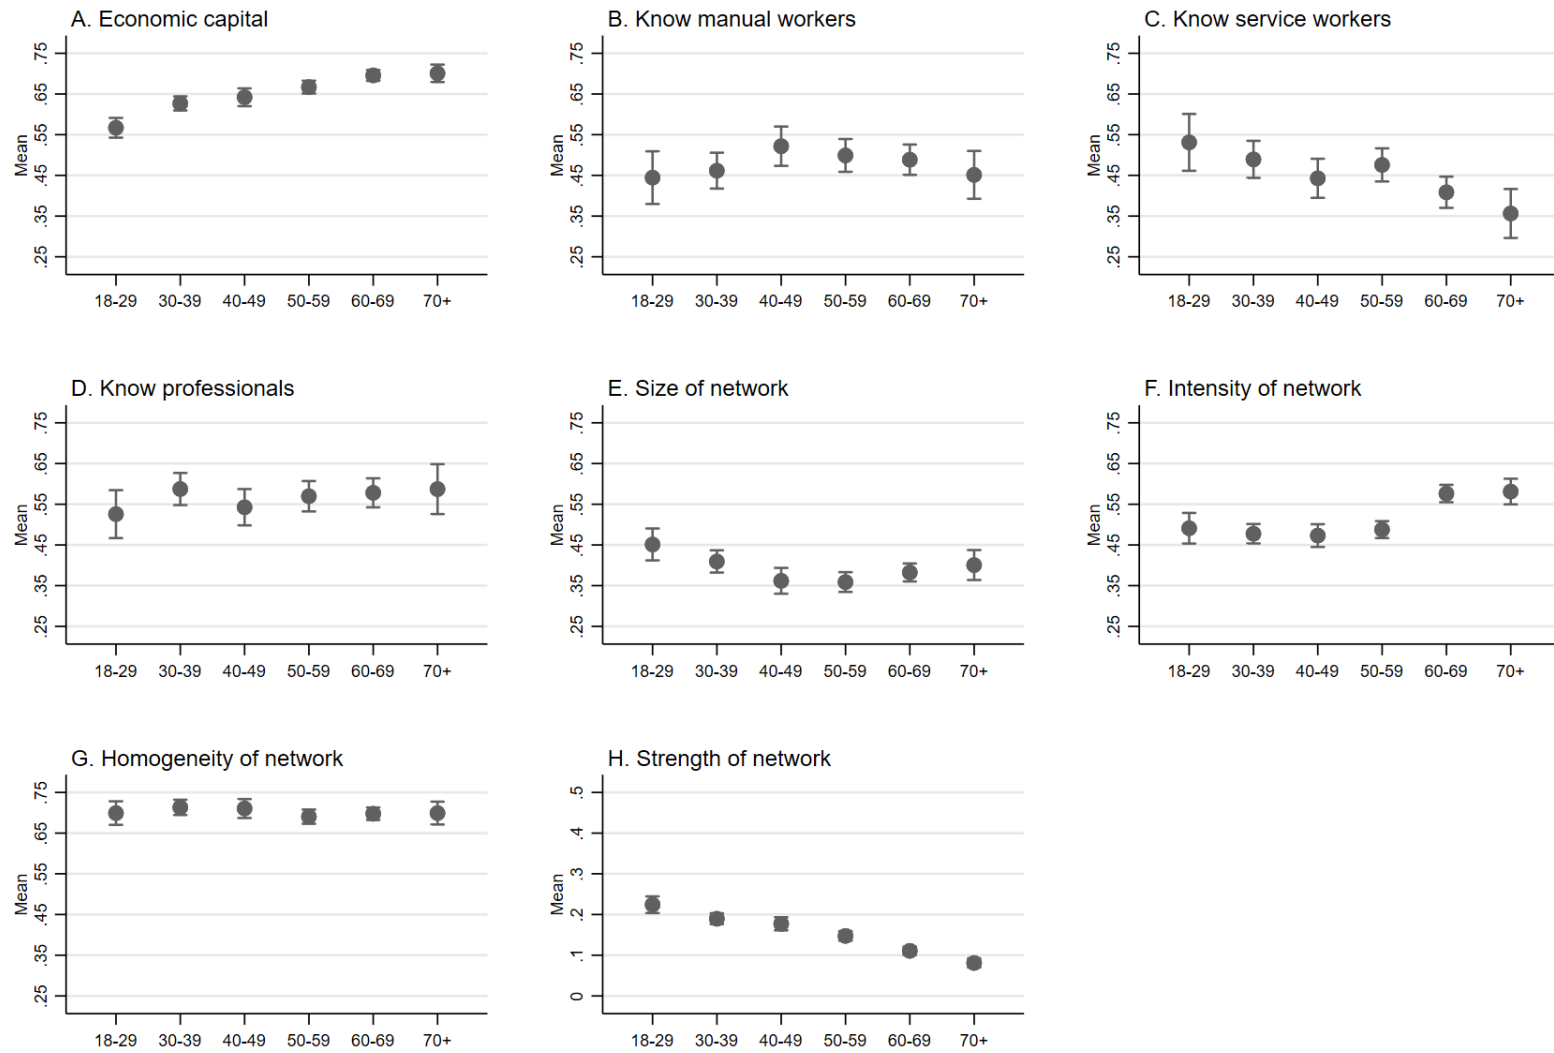 A. Economic capital
B. Know manual workers
C. Know service workers
.75
.65
.55
.45
.35
.25
Mean
18-29 30-39 40-49 50-59 60-69 70+
.75
.65
.55
.45
.35
.25
Mean
18-29 30-39 40-49 50-59 60-69 70+
.75
.65
.55
.45
.35
.25
Mean
18-29 30-39 40-49 50-59 60-69 70+
D. Know professionals
E. Size of network
F. Intensity of network
.75
.65
.55
.45
.35
.25
Mean
18-29 30-39 40-49 50-59 60-69 70+
.75
.65
.55
.45
.35
.25
Mean
18-29 30-39 40-49 50-59 60-69 70+
.75
.65
.55
.45
.35
.25
Mean
18-29 30-39 40-49 50-59 60-69 70+
G. Homogeneity of network
H. Strength of network
.75
.65
.55
.45
.35
.25
Mean
18-29 30-39 40-49 50-59 60-69 70+
.5
.4
.3
.2
.1
0
Mean
18-29 30-39 40-49 50-59 60-69 70+